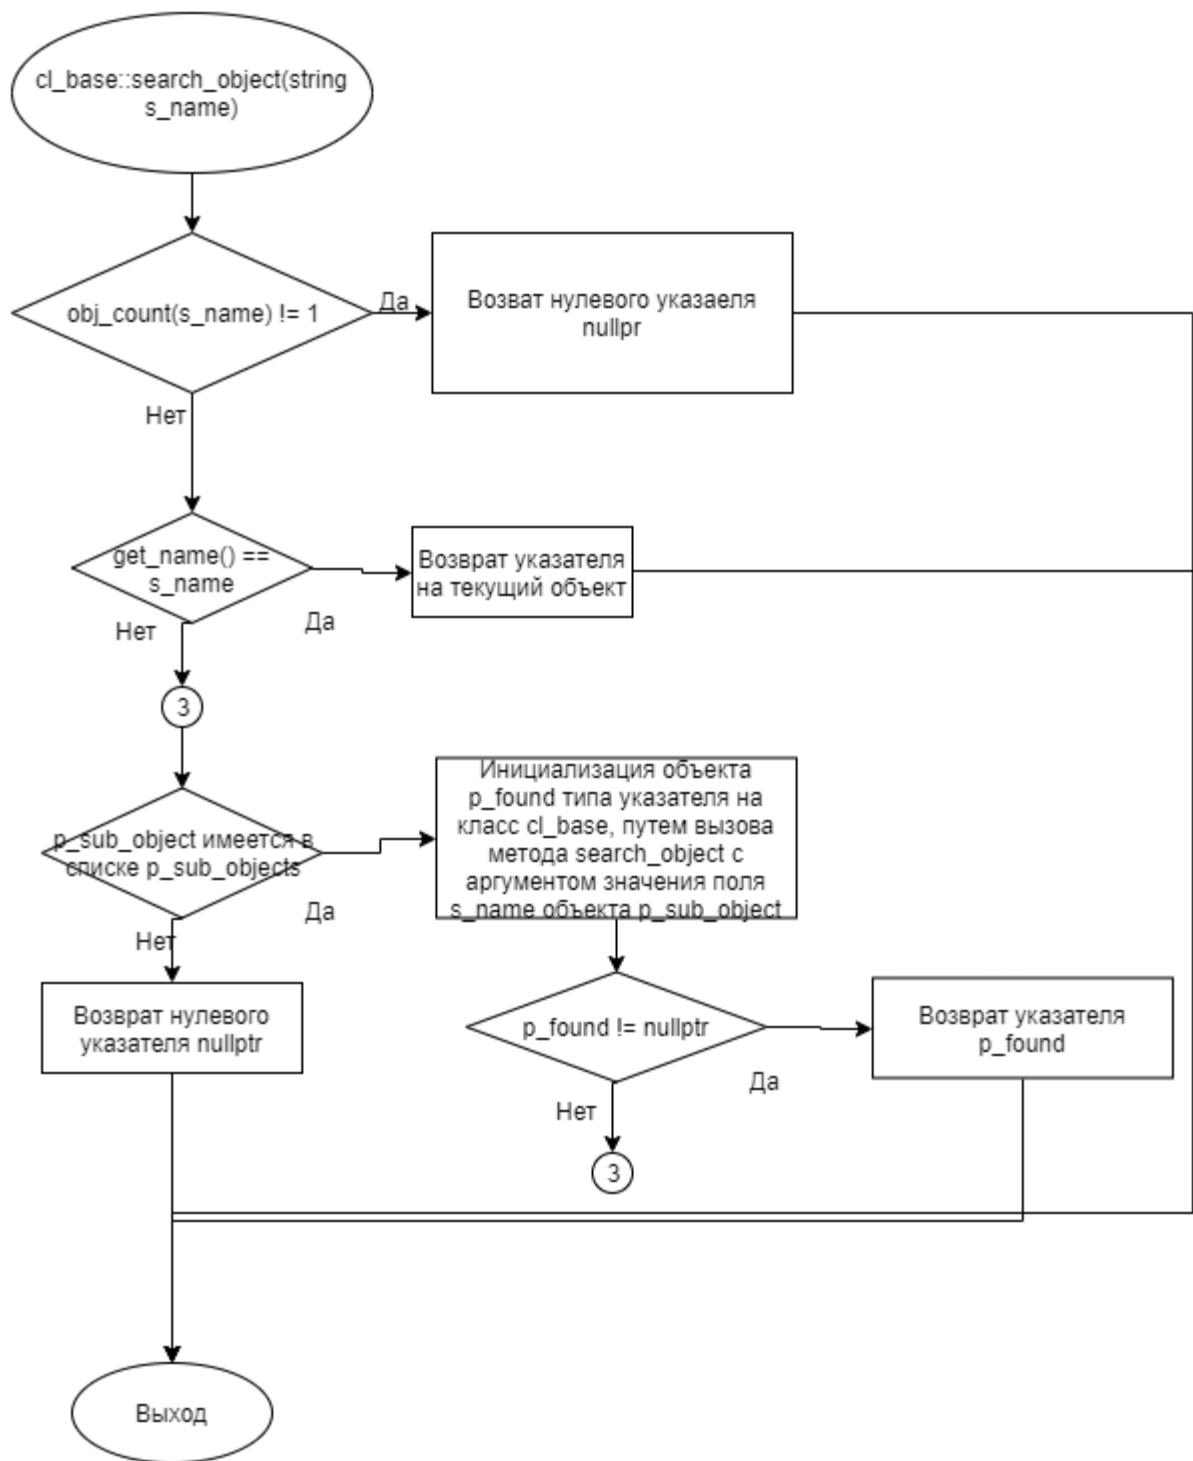 cl_base::search_object(string
s_name)
obj_count(s_name) != 1
Да
Возват нулевого указаеля
nullpr
Нет
get_name() ==
s_name
Возврат указателя
на текущий объект
Нет
Да
3
p_sub_object имеется в
списке p_sub_objects
Инициализация объекта
p_found типа указателя на
класс cl_base, путем вызова
метода search_object с
аргументом значения поля
s_name объекта p_sub_object
Да
Нет
Возврат нулевого
указателя nullptr
p_found != nullptr
Возврат указателя
p_found
Да
Нет
3
Выход